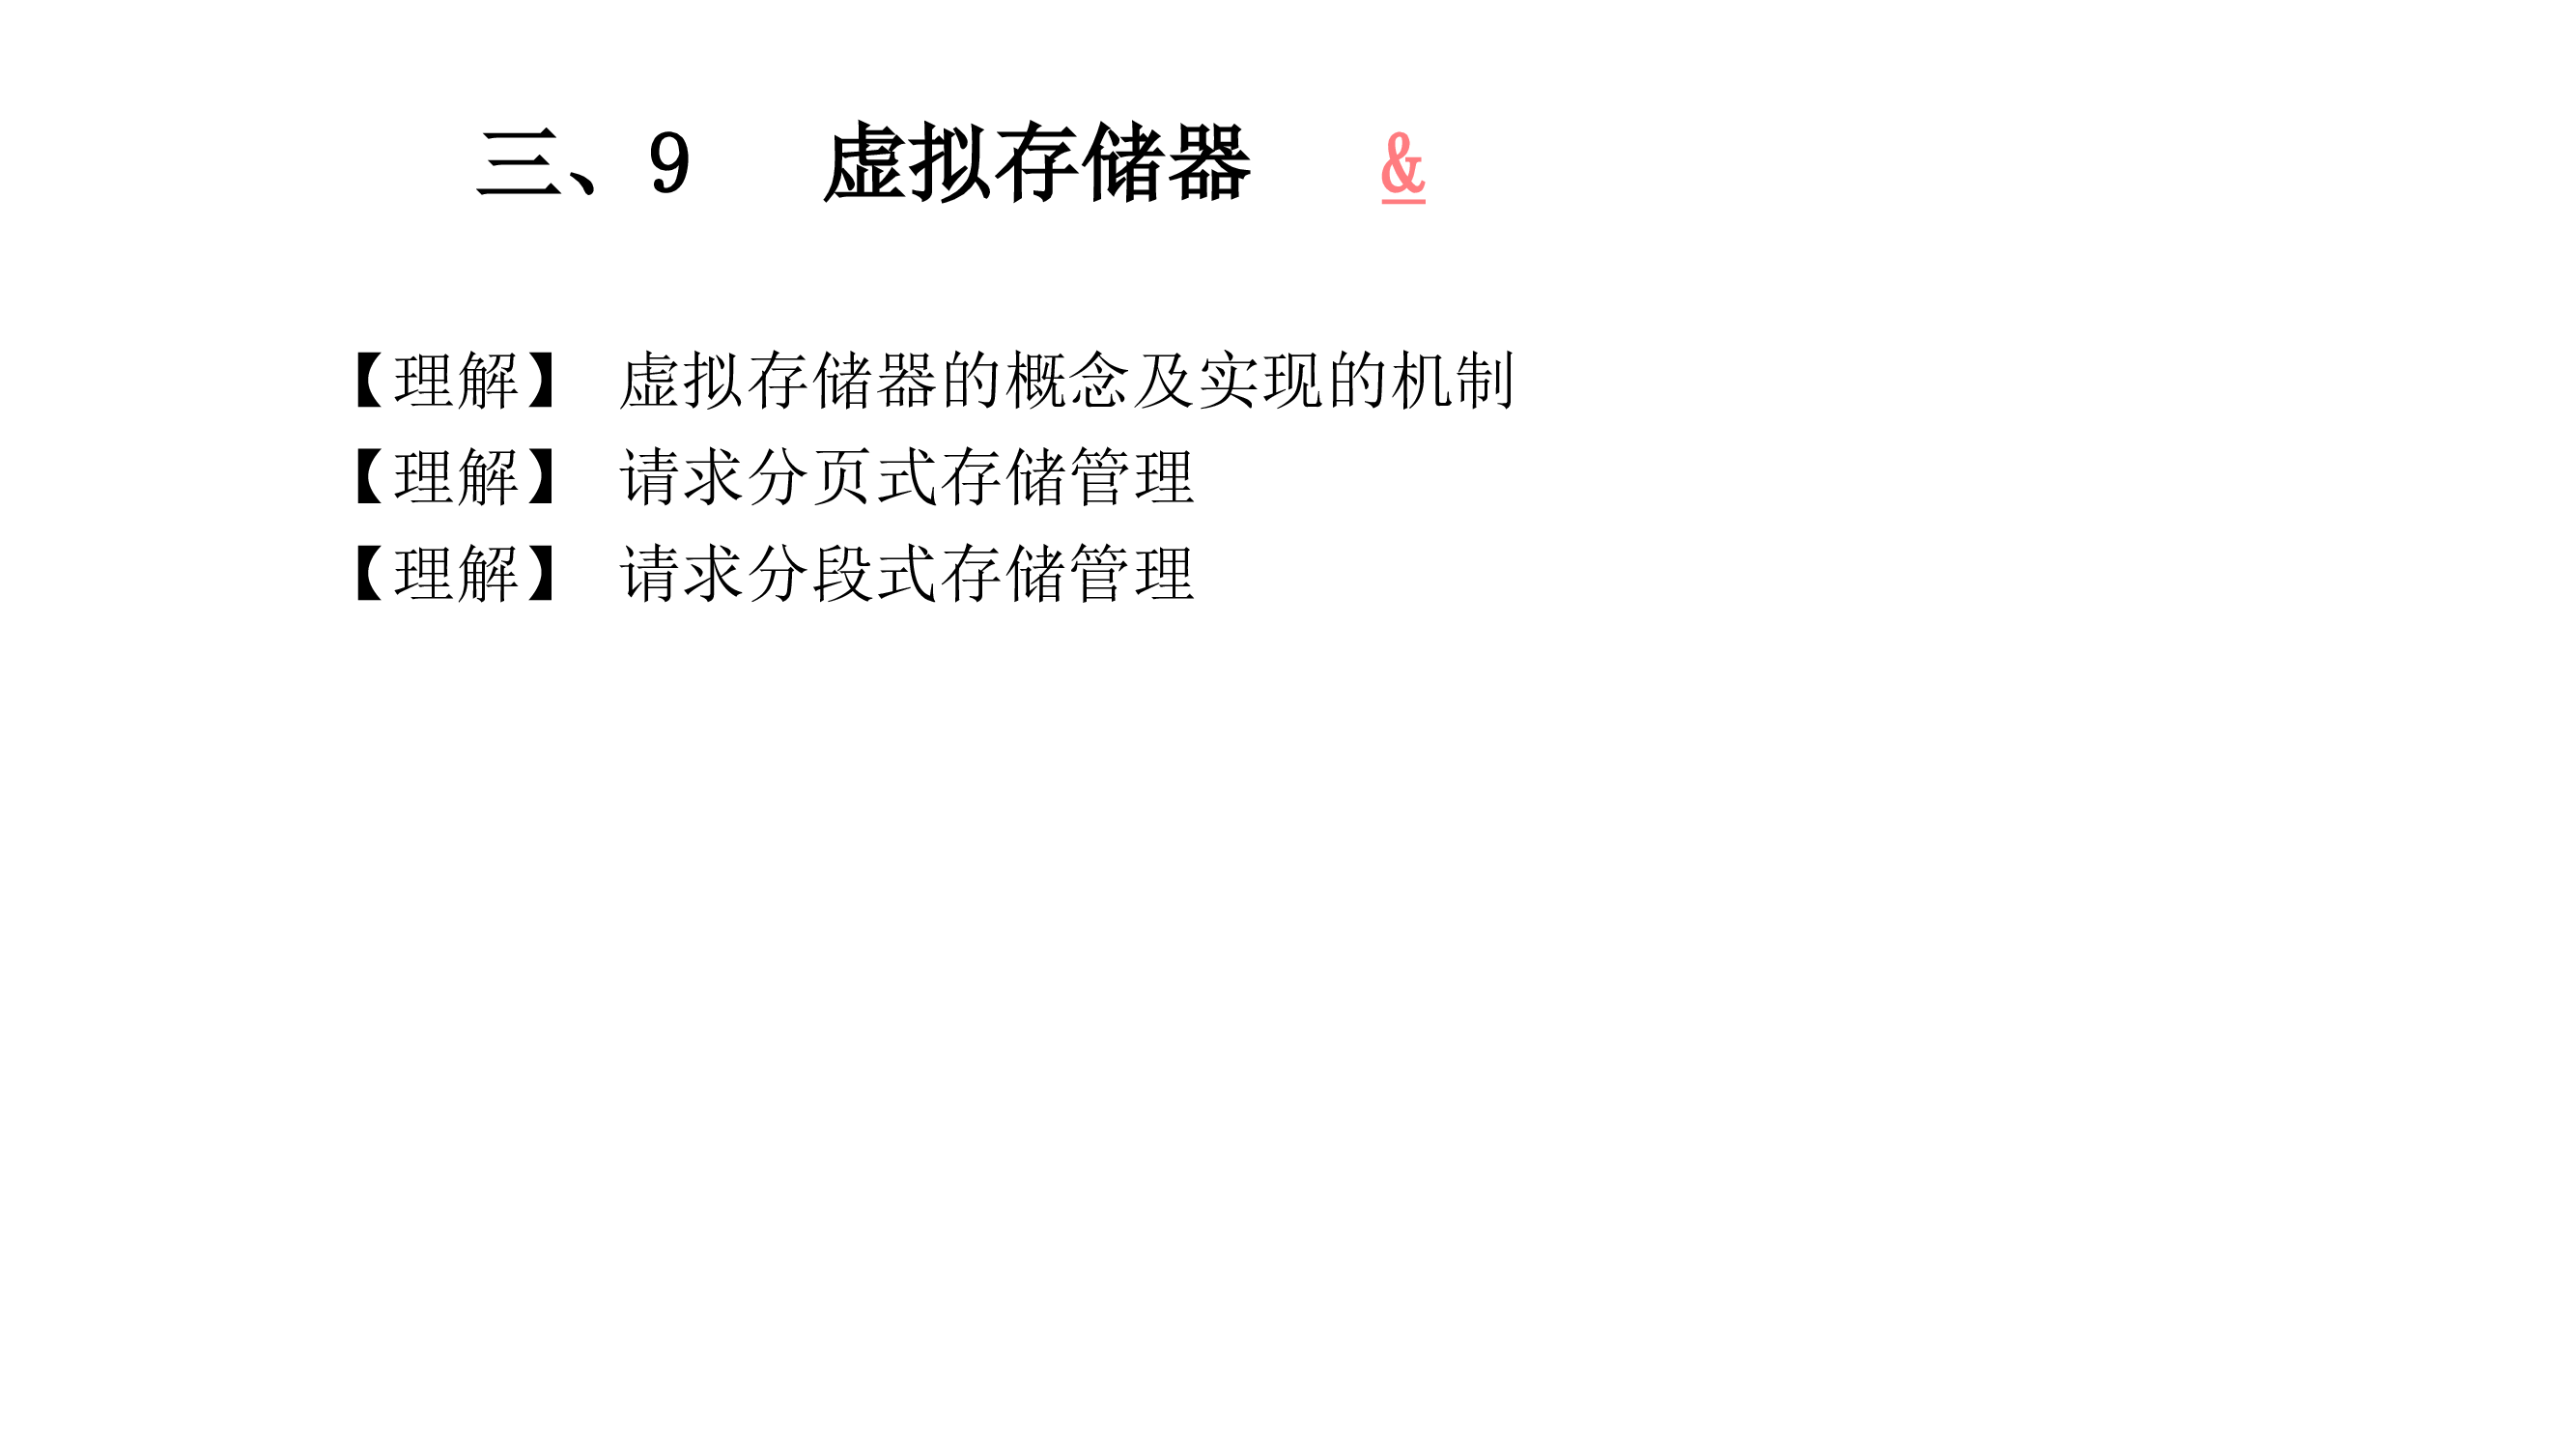 三、9 虚拟存储器 &
【理解】 虚拟存储器的概念及实现的机制
【理解】 请求分页式存储管理
【理解】 请求分段式存储管理